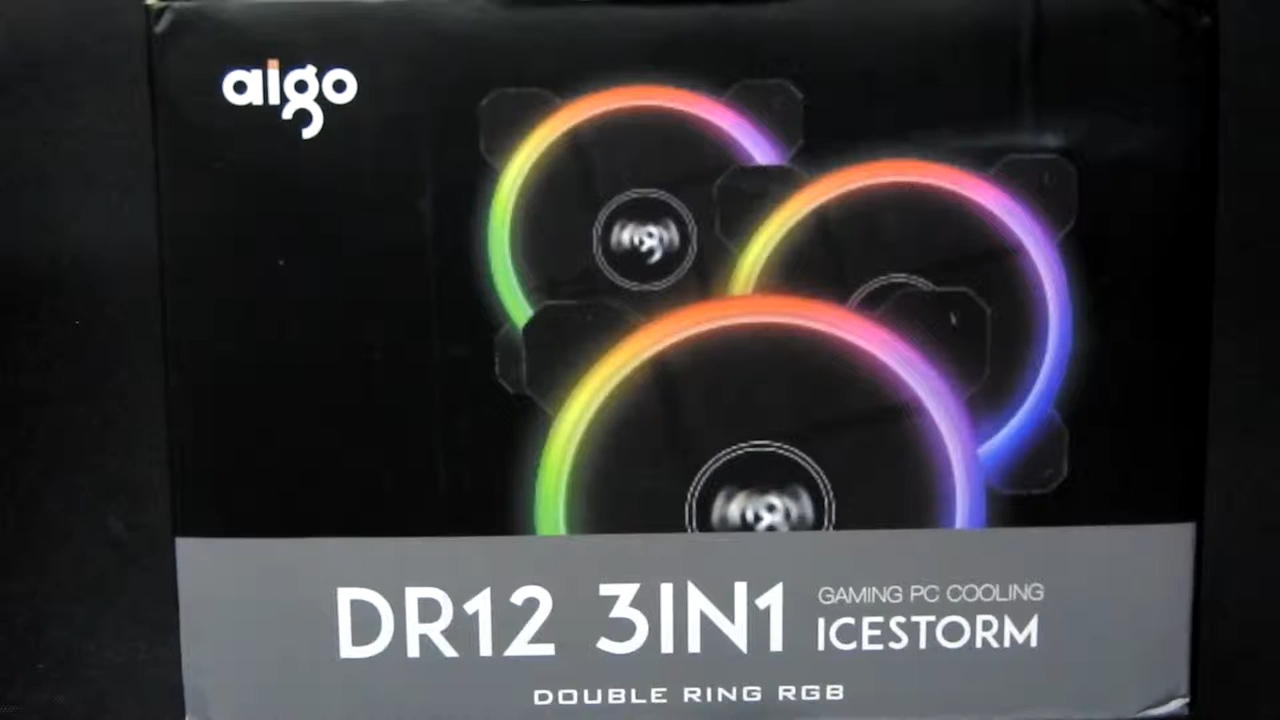 aigo
DR12 3IN1
GAMING PC COOLING
ICESTORM
DOUBLE RING RGB